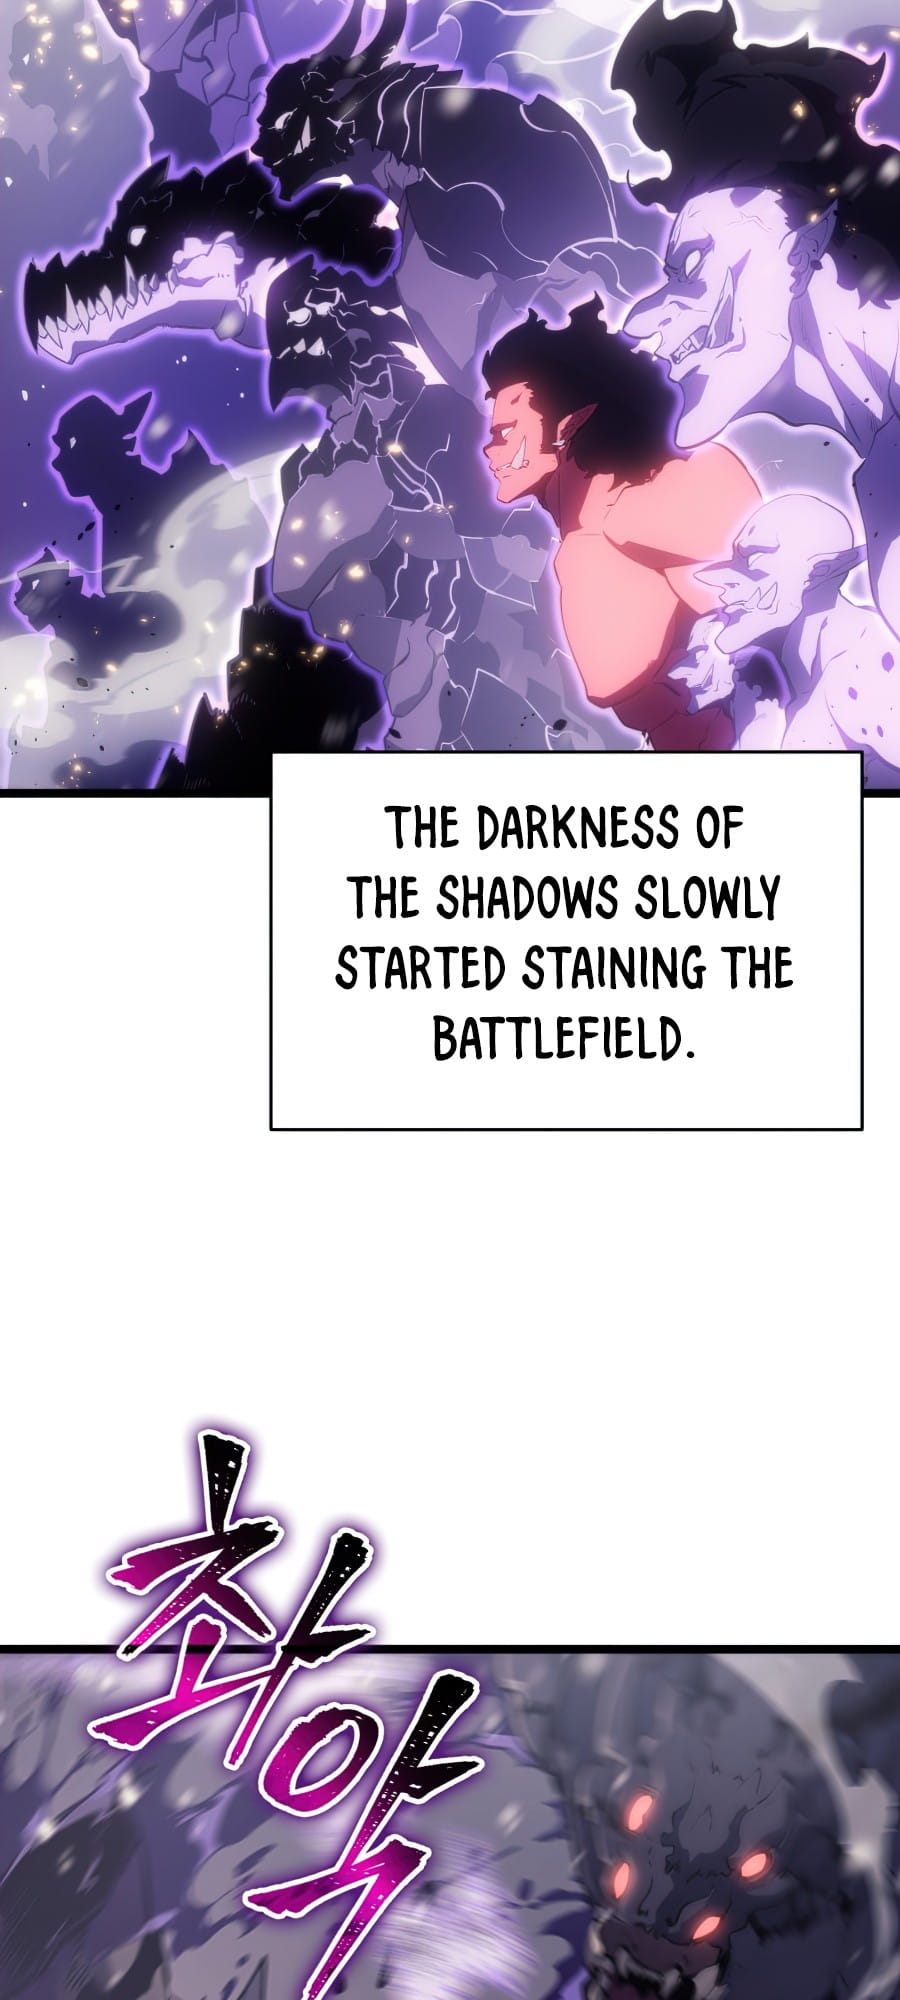 THE DARKNESS OF
THE SHADOWS SLOWLY
STARTED STAINING THE
BATTLEFIELD.
촤
악